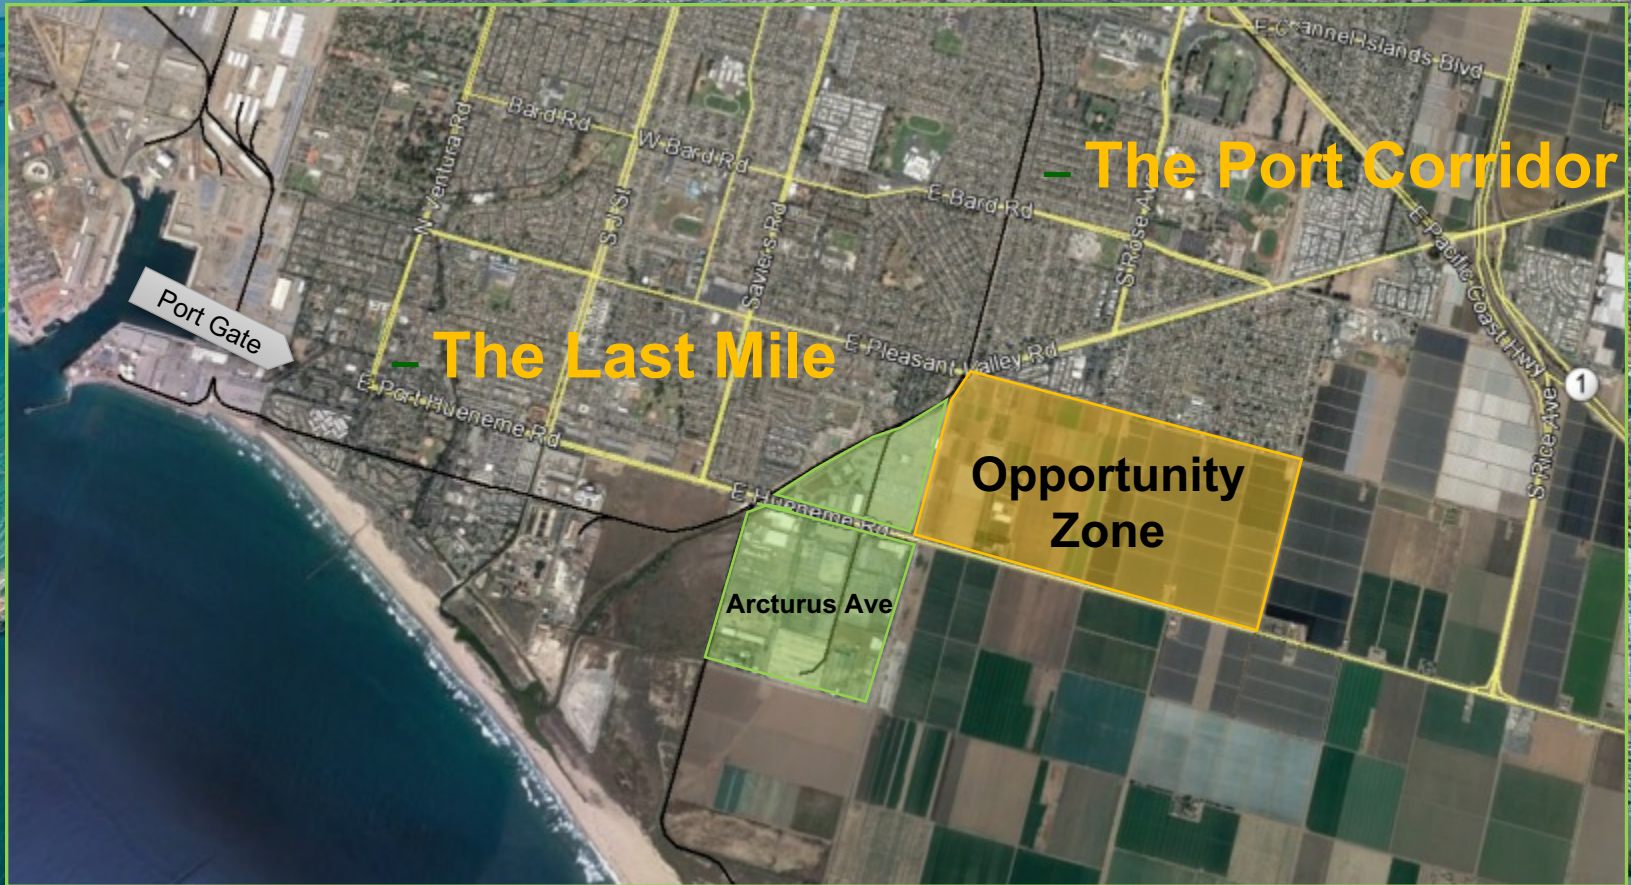 E Channel Islands Blvd
N Ventura Rd
Bard Rd
W Bard Rd
– The Port Corridor
E Bard Rd
S J St
Saviers Rd
S Rose Ave
E Pacific Coast Hwy
Port Gate
– The Last Mile
E Pleasant Valley Rd
1
E Port Hueneme Rd
S Rice Ave
Opportunity
Zone
E Hueneme Rd
Arcturus Ave